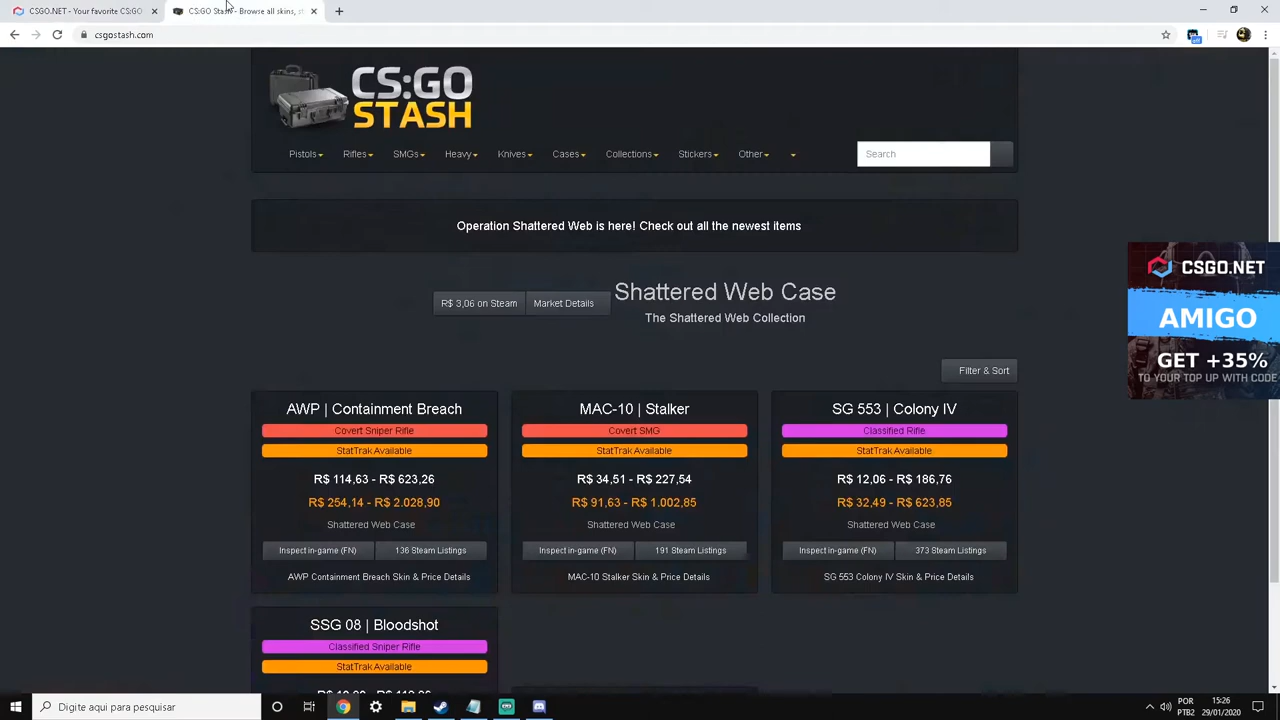 CSGO.NET - Your favorite CS:GO
CS:GO Stash - Browse all skins, st
csgostash.com
off
CS:GO
STASH
Pistols
Rifles
SMGs
Heavy
Knives
Cases
Collections
Stickers
Other
Search
Operation Shattered Web is here! Check out all the newest items
R$ 3,06 on Steam
Market Details
Shattered Web Case
The Shattered Web Collection
Filter & Sort
CSGO.NET
AMIGO
GET +35%
TO YOUR TOP UP WITH CODE
AWP | Containment Breach
Covert Sniper Rifle
StatTrak Available
R$ 114,63 - R$ 623,26
R$ 254,14 - R$ 2.028,90
Shattered Web Case
Inspect in-game (FN)
136 Steam Listings
AWP Containment Breach Skin & Price Details
MAC-10 | Stalker
Covert SMG
StatTrak Available
R$ 34,51 - R$ 227,54
R$ 91,63 - R$ 1.002,85
Shattered Web Case
Inspect in-game (FN)
191 Steam Listings
MAC-10 Stalker Skin & Price Details
SG 553 | Colony IV
Classified Rifle
StatTrak Available
R$ 12,06 - R$ 186,76
R$ 32,49 - R$ 623,85
Shattered Web Case
Inspect in-game (FN)
373 Steam Listings
SG 553 Colony IV Skin & Price Details
SSG 08 | Bloodshot
Classified Sniper Rifle
StatTrak Available
Digite aqui para pesquisar
POR
PTB2
15:26
29/01/2020